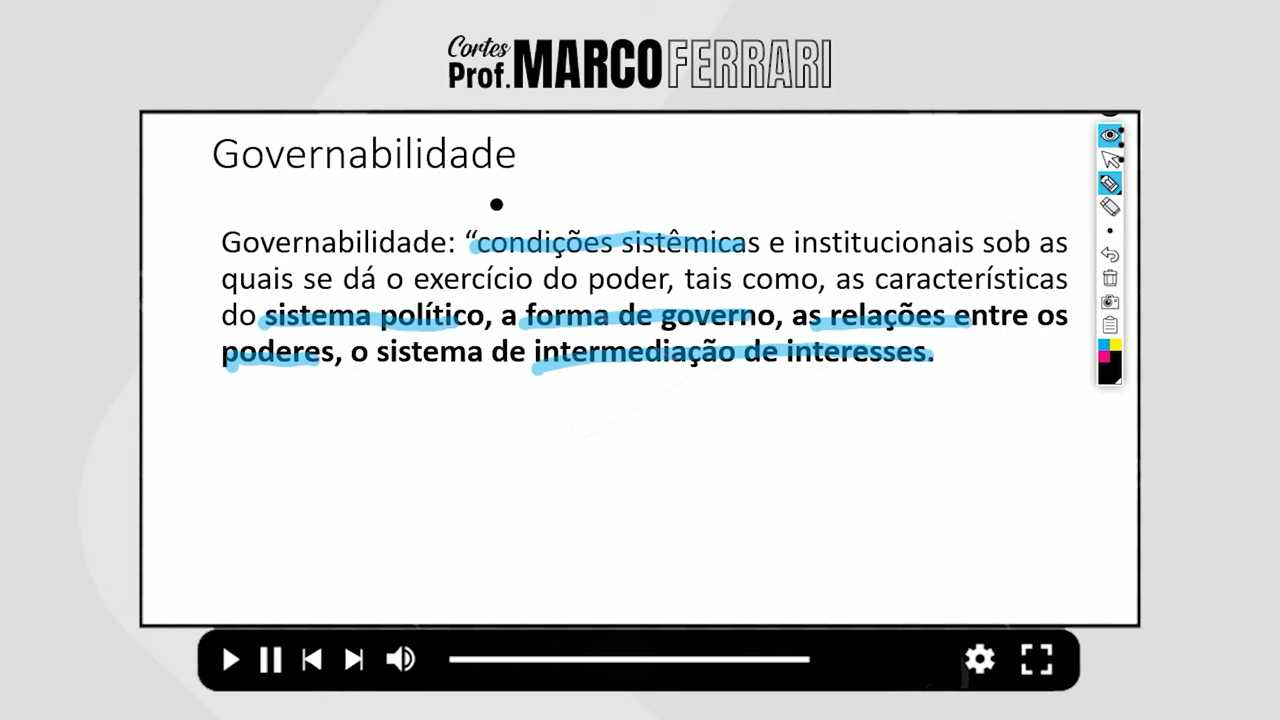 Cortes
Prof. MARCO FERRARI
Governabilidade
Governabilidade: “condições sistêmicas e institucionais sob as
quais se dá o exercício do poder, tais como, as características
do sistema político, a forma de governo, as relações entre os
poderes, o sistema de intermediação de interesses.